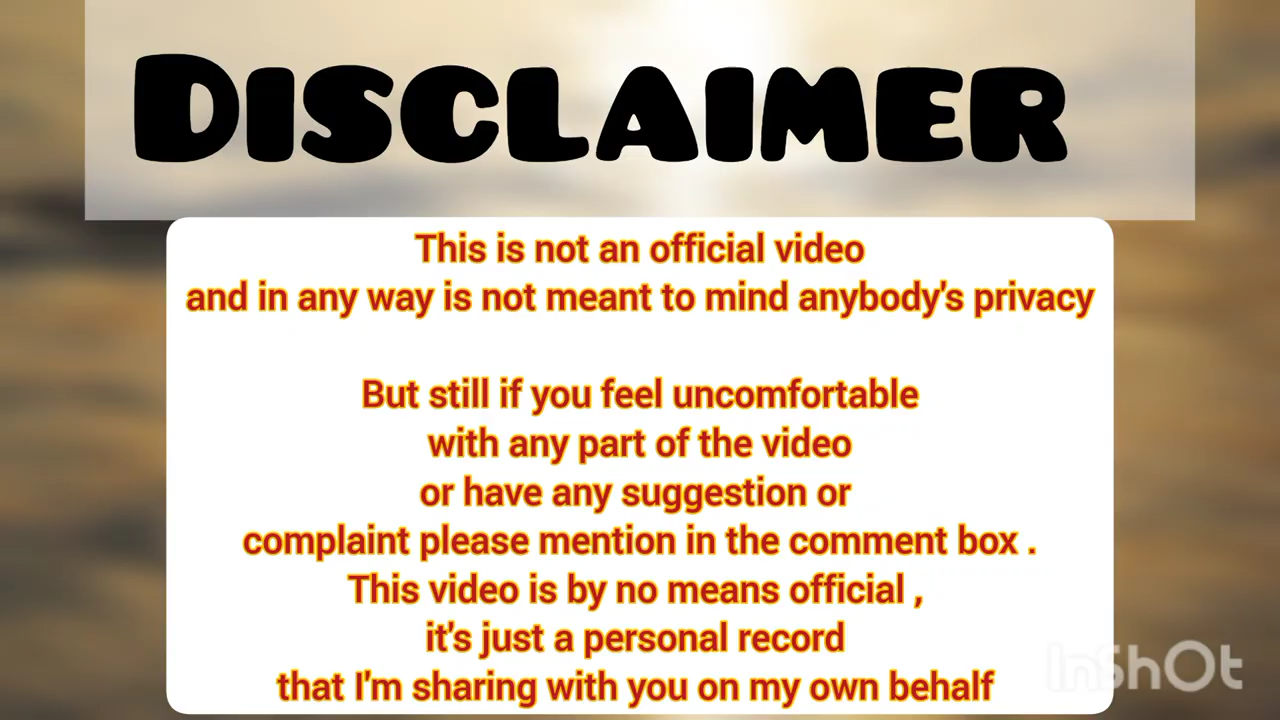 DISCLAIMER
This is not an official video
and in any way is not meant to mind anybody's privacy
But still if you feel uncomfortable
with any part of the video
or have any suggestion or
complaint please mention in the comment box .
This video is by no means official ,
it's just a personal record
that I'm sharing with you on my own behalf
InShOt